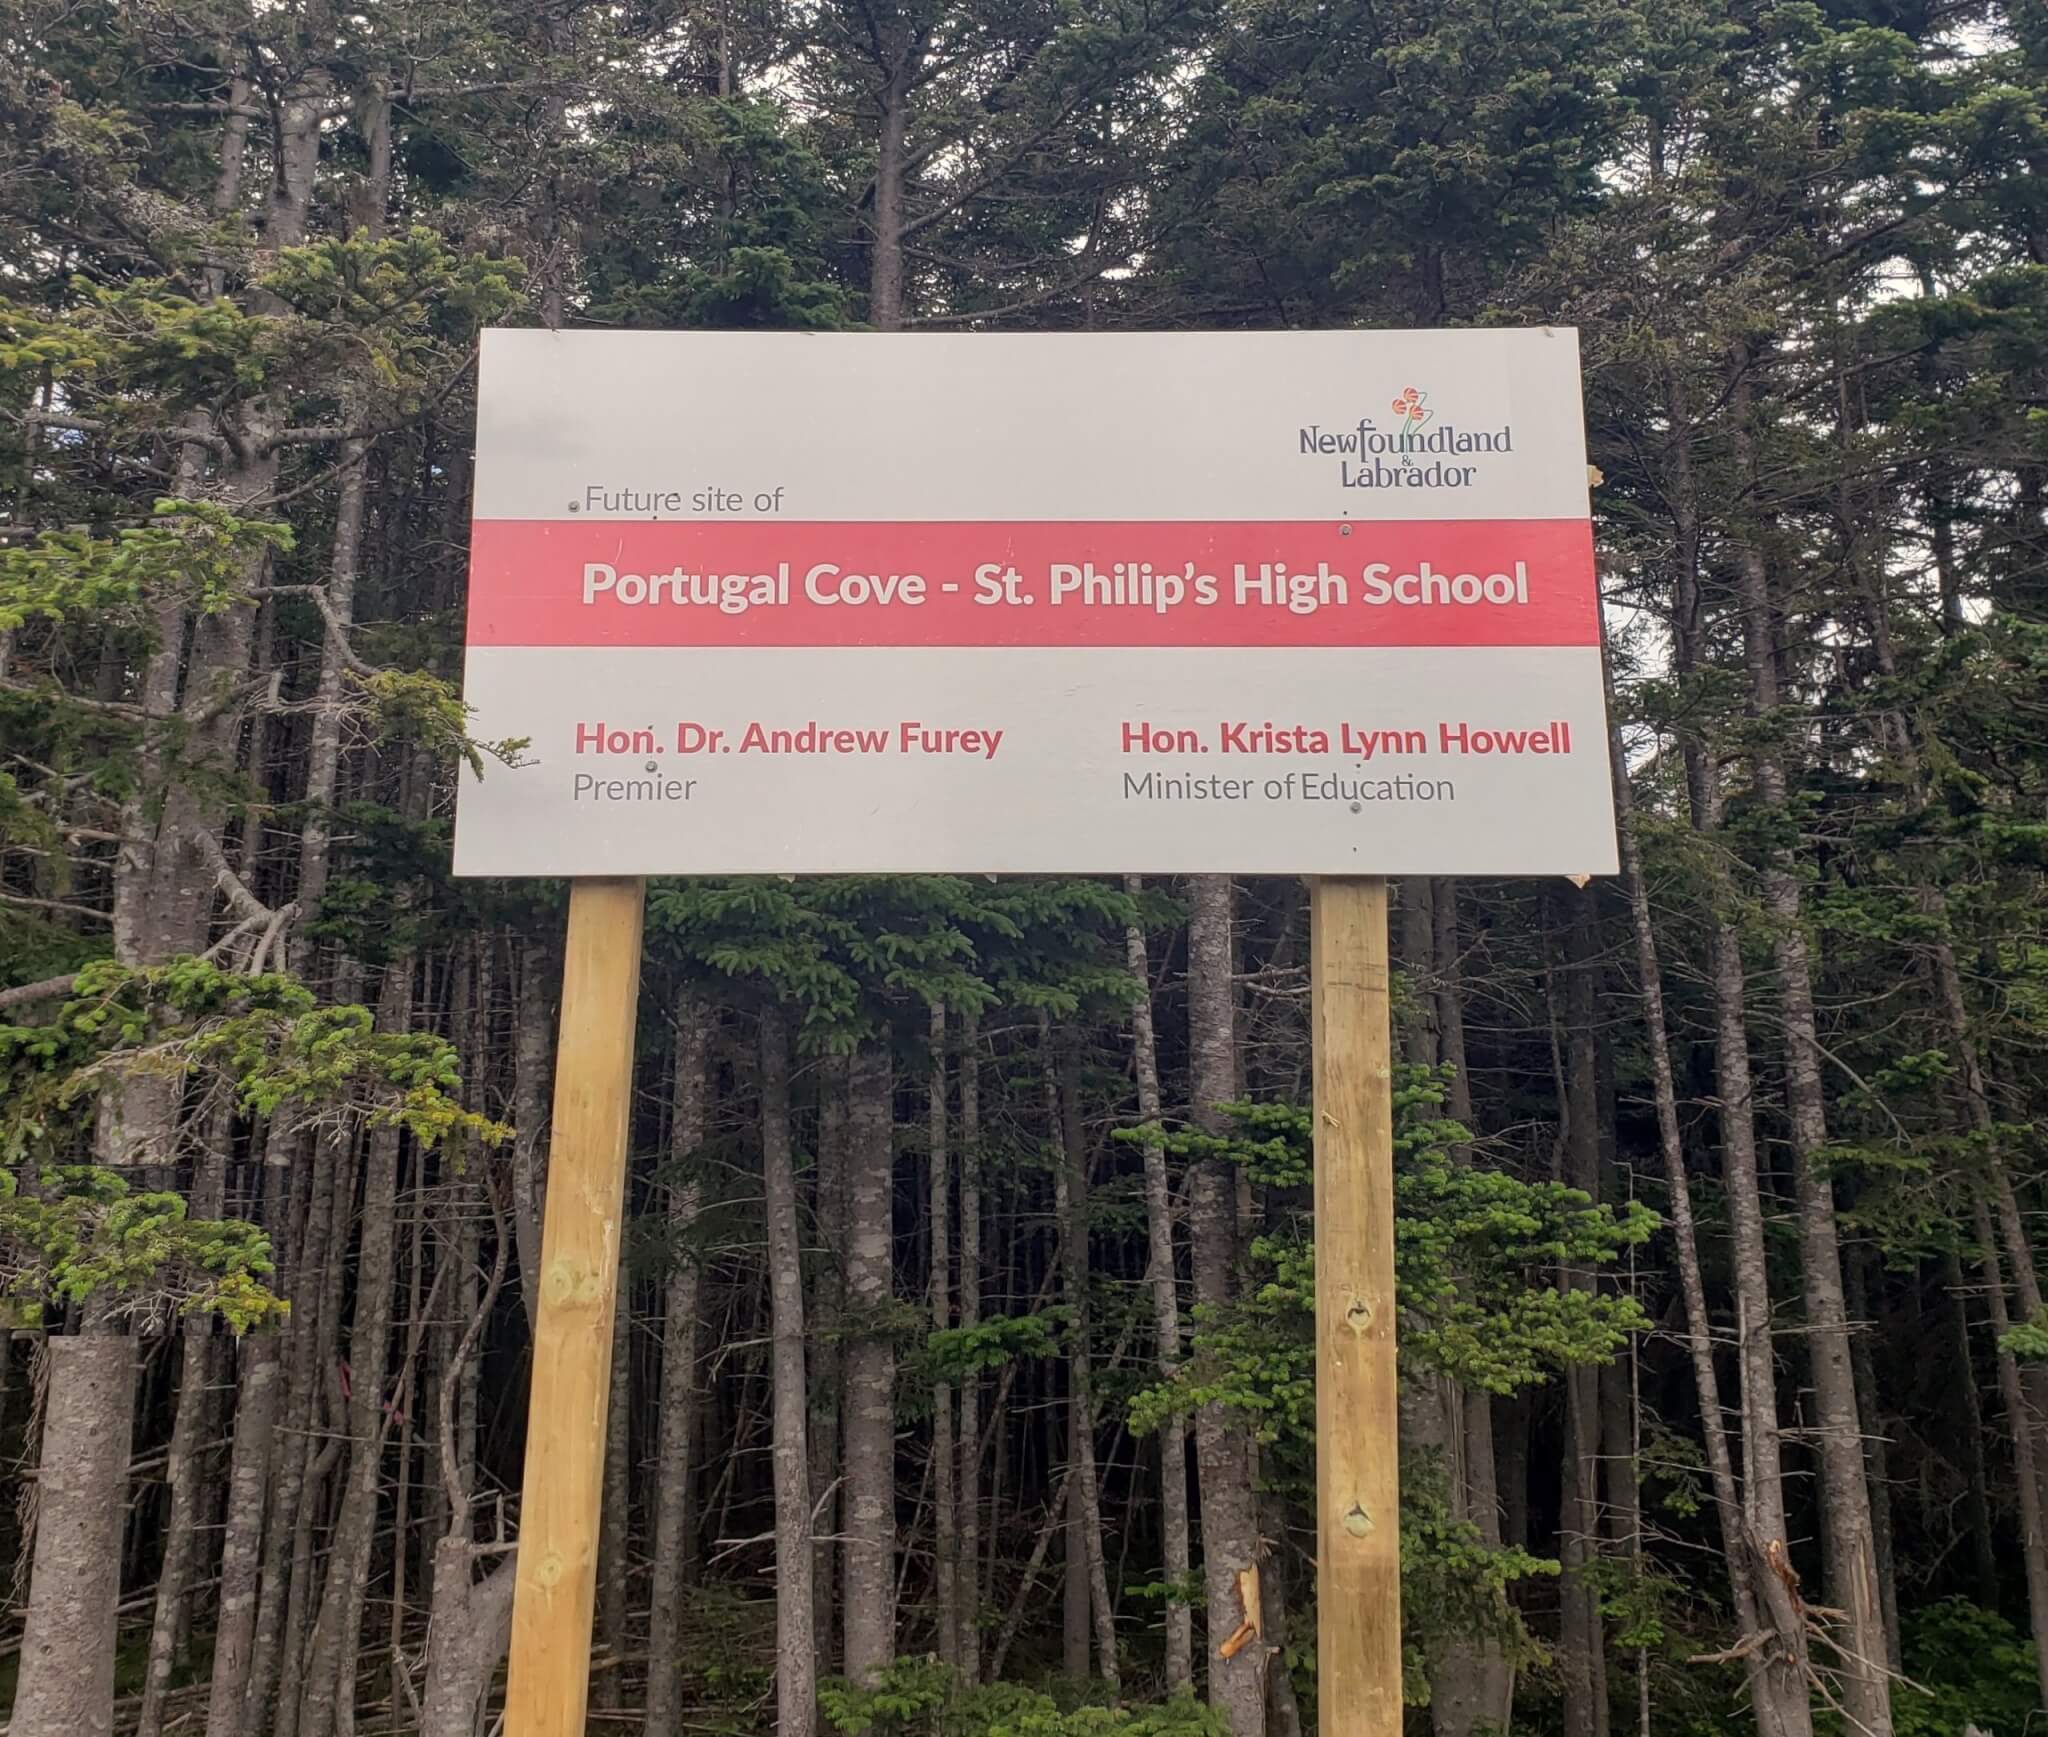 Newfoundland
&
Labrador
Future site of
Portugal Cove - St. Philip's High School
Hon. Dr. Andrew Furey
Premier
Hon. Krista Lynn Howell
Minister of Education